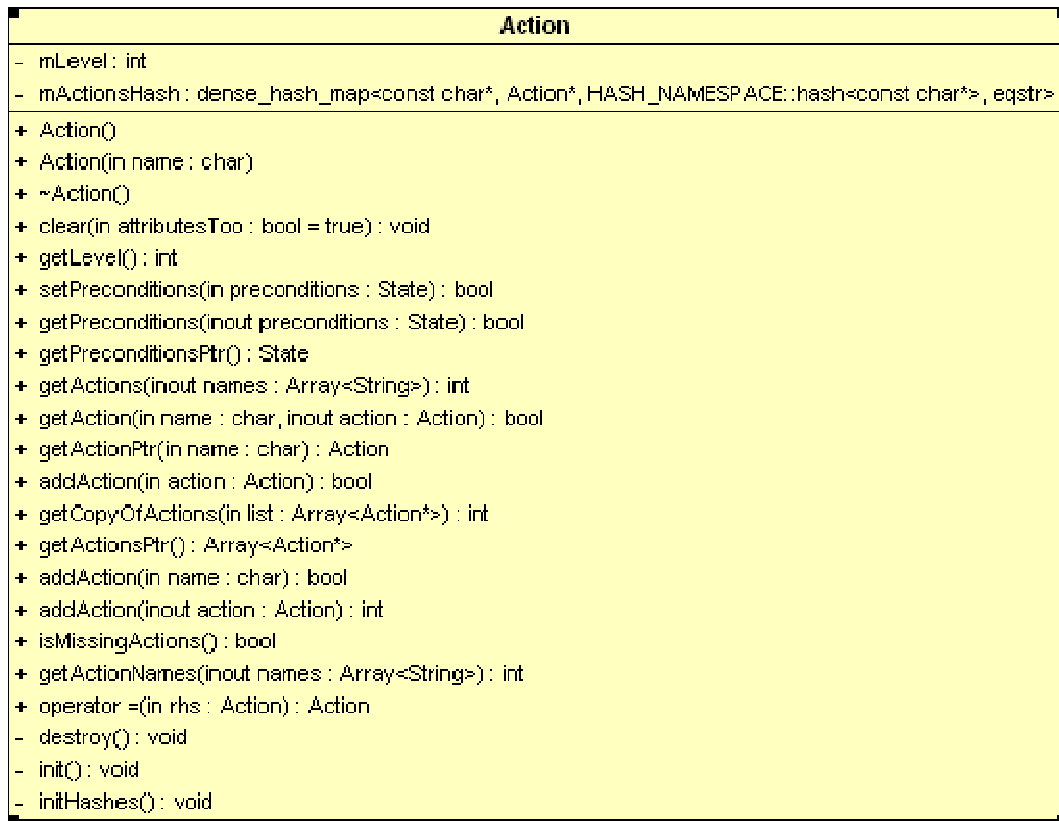 Action
- mLevel : int
- mActionsHash : dense_hash_map<const char*, Action*, HASH_NAMESPACE::hash<const char*>, eqstr>
+ Action()
+ Action(in name : char)
+ ~Action()
+ clear(in attributesToo : bool = true) : void
+ getLevel() : int
+ setPreconditions(in preconditions : State) : bool
+ getPreconditions(inout preconditions : State) : bool
+ getPreconditionsPtr() : State
+ getActions(inout names : Array<String>) : int
+ getAction(in name : char, inout action : Action) : bool
+ getActionPtr(in name : char) : Action
+ addAction(in action : Action) : bool
+ getCopyOfActions(in list : Array<Action*>) : int
+ getActionsPtr() : Array<Action*>
+ addAction(in name : char) : bool
+ addAction(inout action : Action) : int
+ isMissingActions() : bool
+ getActionNames(inout names : Array<String>) : int
+ operator =(in rhs : Action) : Action
- destroy() : void
- init() : void
- initHashes() : void